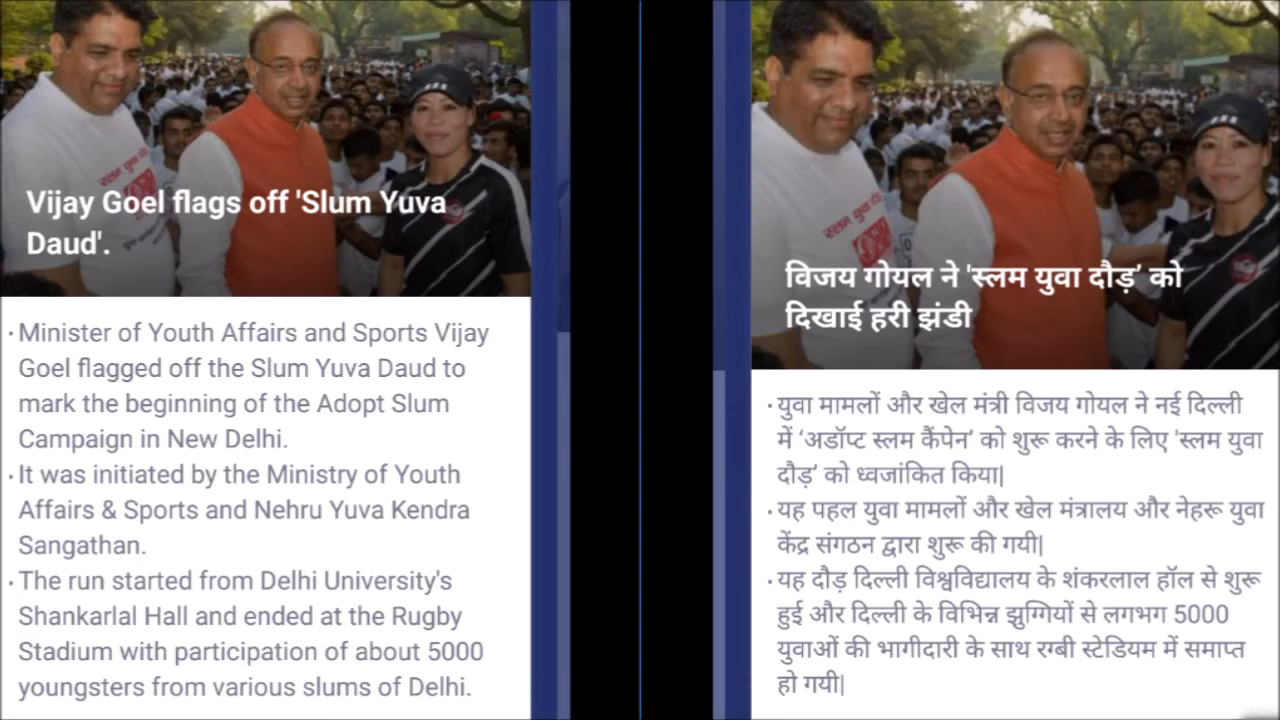 Vijay Goel flags off 'Slum Yuva
Daud'.
· Minister of Youth Affairs and Sports Vijay
Goel flagged off the Slum Yuva Daud to
mark the beginning of the Adopt Slum
Campaign in New Delhi.
· It was initiated by the Ministry of Youth
Affairs & Sports and Nehru Yuva Kendra
Sangathan.
· The run started from Delhi University's
Shankarlal Hall and ended at the Rugby
Stadium with participation of about 5000
youngsters from various slums of Delhi.
स्लम युवा दौड़
विजय गोयल ने 'स्लम युवा दौड़’ को
दिखाई हरी झंडी
· युवा मामलों और खेल मंत्री विजय गोयल ने नई दिल्ली
में ‘अडॉप्ट स्लम कैंपेन’ को शुरू करने के लिए 'स्लम युवा
दौड़’ को ध्वजांकित किया|
· यह पहल युवा मामलों और खेल मंत्रालय और नेहरू युवा
केंद्र संगठन द्वारा शुरू की गयी|
· यह दौड़ दिल्ली विश्वविद्यालय के शंकरलाल हॉल से शुरू
हुई और दिल्ली के विभिन्न झुग्गियों से लगभग 5000
युवाओं की भागीदारी के साथ रग्बी स्टेडियम में समाप्त
हो गयी|